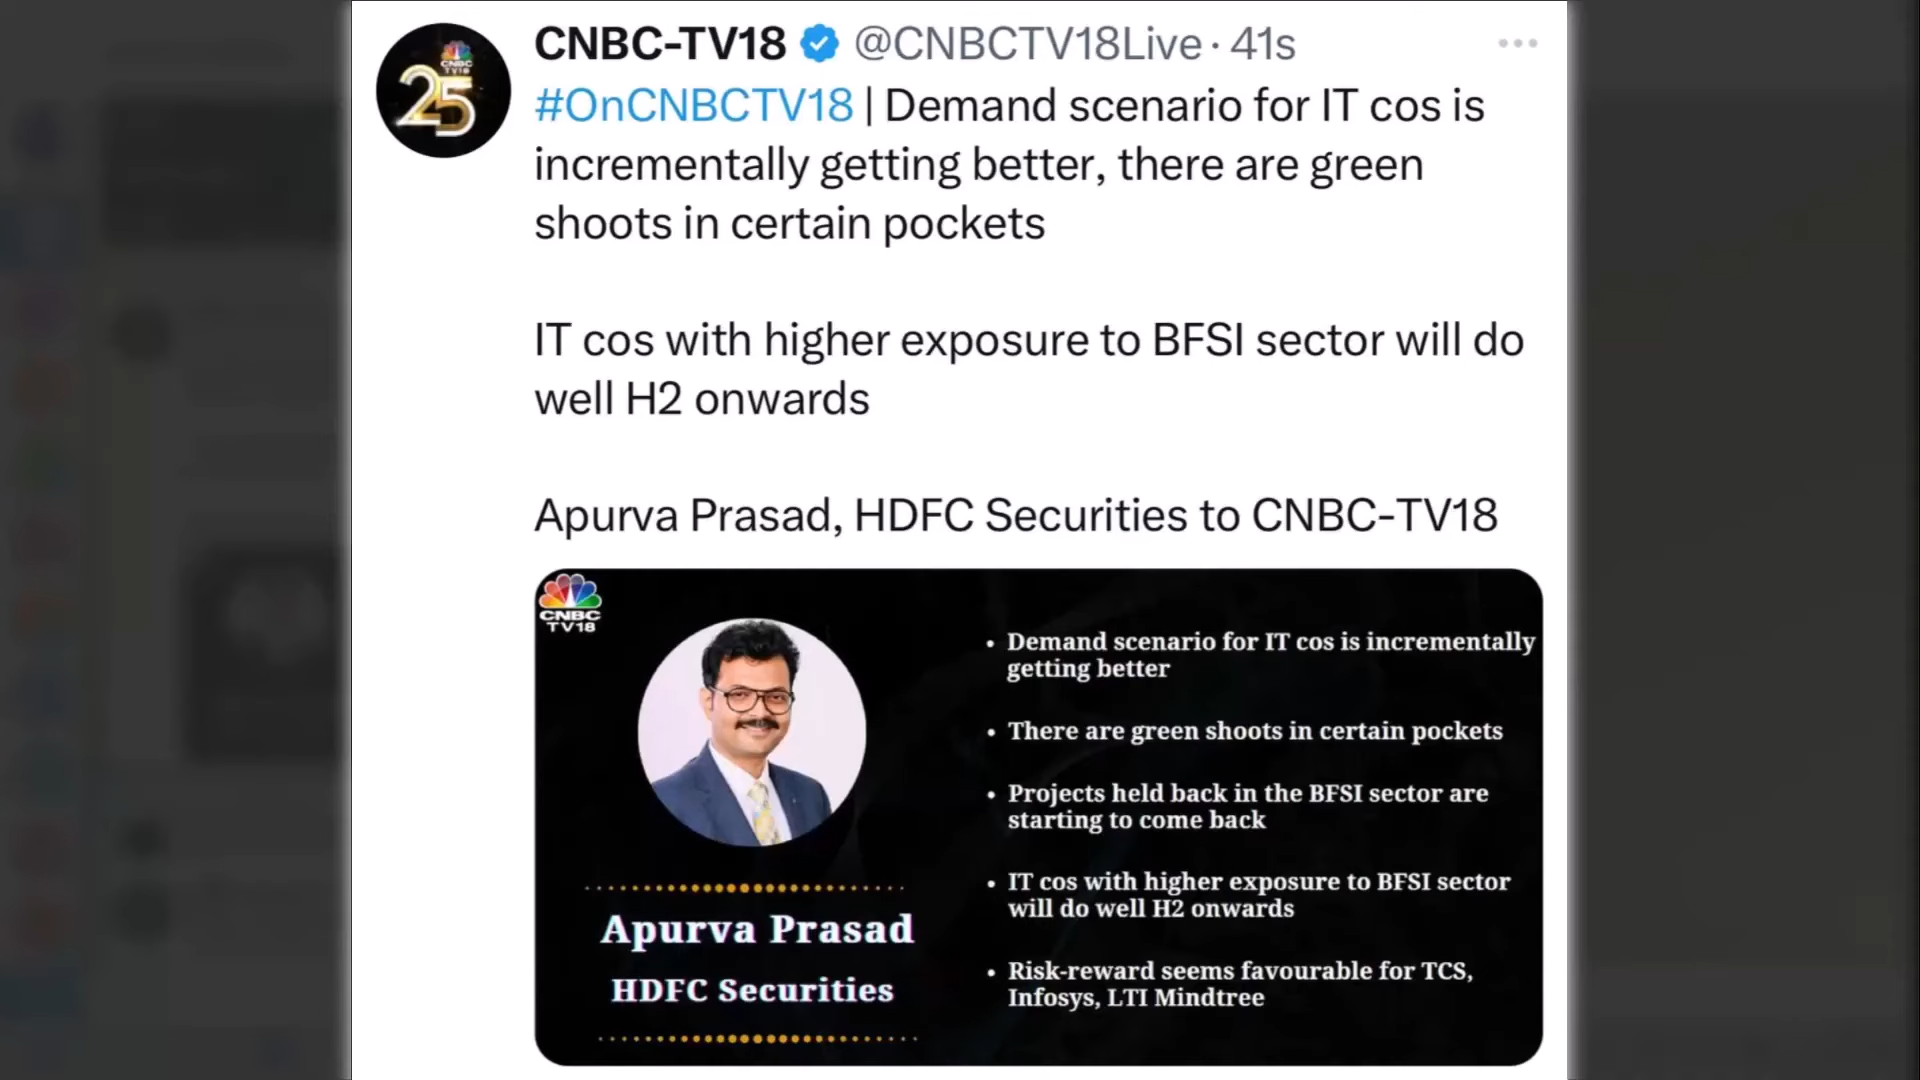 CNBC-TV18 @CNBCTV18Live · 41s
#OnCNBCTV18 | Demand scenario for IT cos is
incrementally getting better, there are green
shoots in certain pockets
IT cos with higher exposure to BFSI sector will do
well H2 onwards
Apurva Prasad, HDFC Securities to CNBC-TV18
CNBC
TV18
25
CNBC
TV18
Apurva Prasad
HDFC Securities
• Demand scenario for IT cos is incrementally
getting better
• There are green shoots in certain pockets
• Projects held back in the BFSI sector are
starting to come back
• IT cos with higher exposure to BFSI sector
will do well H2 onwards
• Risk-reward seems favourable for TCS,
Infosys, LTI Mindtree